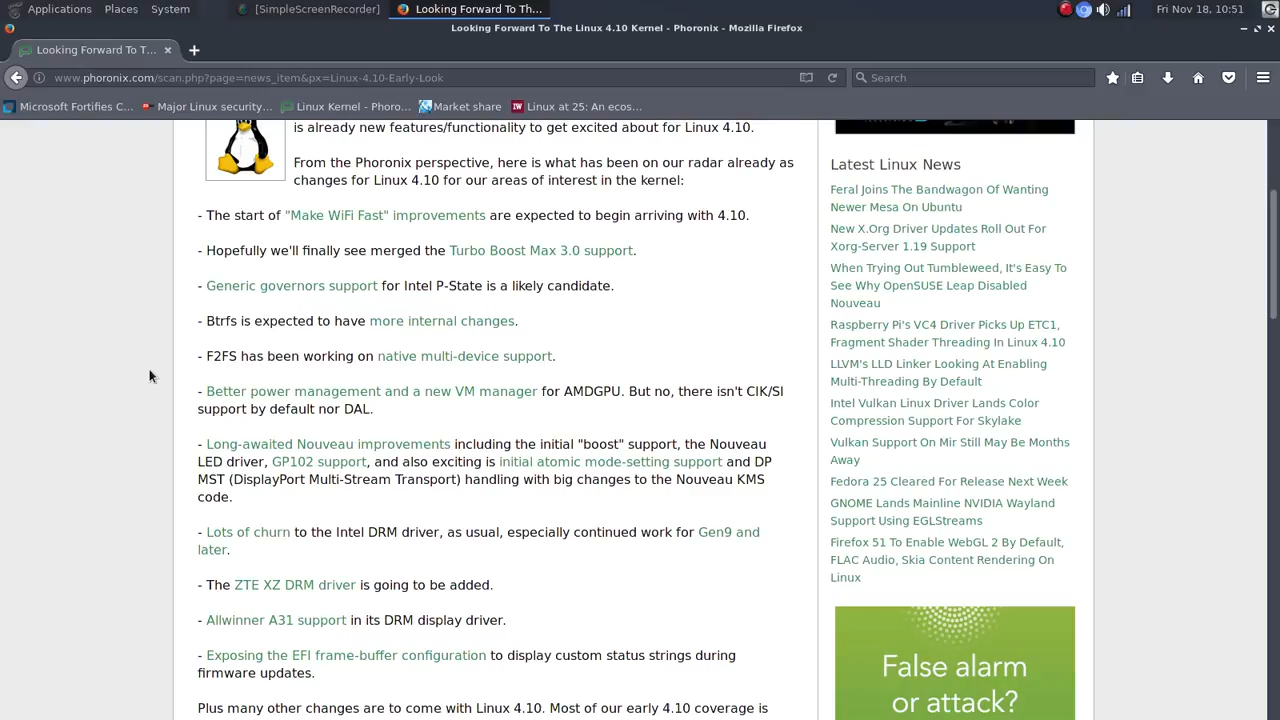 Applications Places System [SimpleScreenRecorder] Looking Forward To Th... Fri Nov 18, 10:51
Looking Forward To The Linux 4.10 Kernel - Phoronix - Mozilla Firefox
Looking Forward To T...
www.phoronix.com/scan.php?page=news_item&px=Linux-4.10-Early-Look Search
Microsoft Fortifies C... Major Linux security... Linux Kernel - Phoro... Market share IW Linux at 25: An ecos...
is already new features/functionality to get excited about for Linux 4.10.
From the Phoronix perspective, here is what has been on our radar already as
changes for Linux 4.10 for our areas of interest in the kernel:
- The start of "Make WiFi Fast" improvements are expected to begin arriving with 4.10.
- Hopefully we'll finally see merged the Turbo Boost Max 3.0 support.
- Generic governors support for Intel P-State is a likely candidate.
- Btrfs is expected to have more internal changes.
- F2FS has been working on native multi-device support.
- Better power management and a new VM manager for AMDGPU. But no, there isn't CIK/SI
support by default nor DAL.
- Long-awaited Nouveau improvements including the initial "boost" support, the Nouveau
LED driver, GP102 support, and also exciting is initial atomic mode-setting support and DP
MST (DisplayPort Multi-Stream Transport) handling with big changes to the Nouveau KMS
code.
- Lots of churn to the Intel DRM driver, as usual, especially continued work for Gen9 and
later.
- The ZTE XZ DRM driver is going to be added.
- Allwinner A31 support in its DRM display driver.
- Exposing the EFI frame-buffer configuration to display custom status strings during
firmware updates.
Plus many other changes are to come with Linux 4.10. Most of our early 4.10 coverage is
Latest Linux News
Feral Joins The Bandwagon Of Wanting
Newer Mesa On Ubuntu
New X.Org Driver Updates Roll Out For
Xorg-Server 1.19 Support
When Trying Out Tumbleweed, It's Easy To
See Why OpenSUSE Leap Disabled
Nouveau
Raspberry Pi's VC4 Driver Picks Up ETC1,
Fragment Shader Threading In Linux 4.10
LLVM's LLD Linker Looking At Enabling
Multi-Threading By Default
Intel Vulkan Linux Driver Lands Color
Compression Support For Skylake
Vulkan Support On Mir Still May Be Months
Away
Fedora 25 Cleared For Release Next Week
GNOME Lands Mainline NVIDIA Wayland
Support Using EGLStreams
Firefox 51 To Enable WebGL 2 By Default,
FLAC Audio, Skia Content Rendering On
Linux
False alarm
or attack?